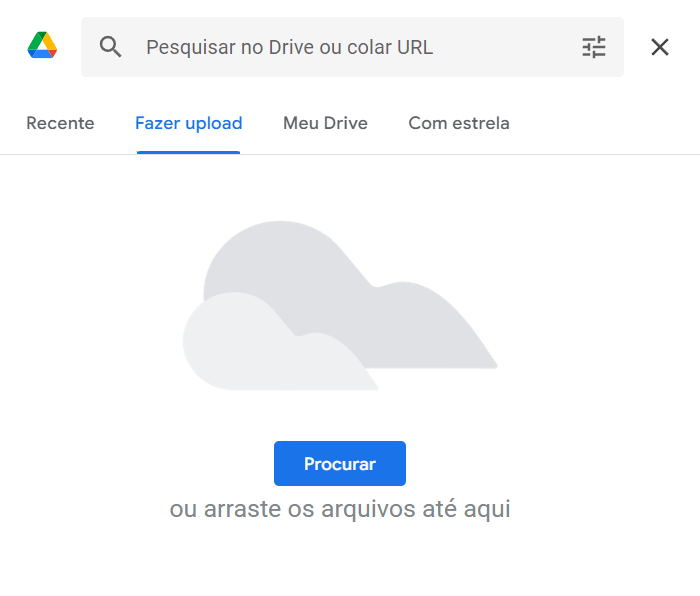 Pesquisar no Drive ou colar URL
Recente Fazer upload Meu Drive Com estrela
Procurar
ou arraste os arquivos até aqui